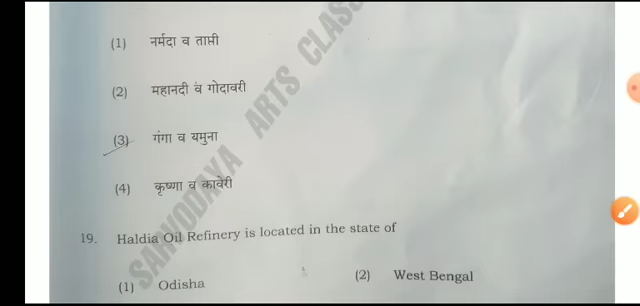 (1) नर्मदा व ताप्ती
(2) महानदी वं गोदावरी
(3) गंगा व यमुना
(4) कृष्णा व कावेरी
19. Haldia Oil Refinery is located in the state of
(1) Odisha (2) West Bengal
SARVODAYA ARTS CLASS